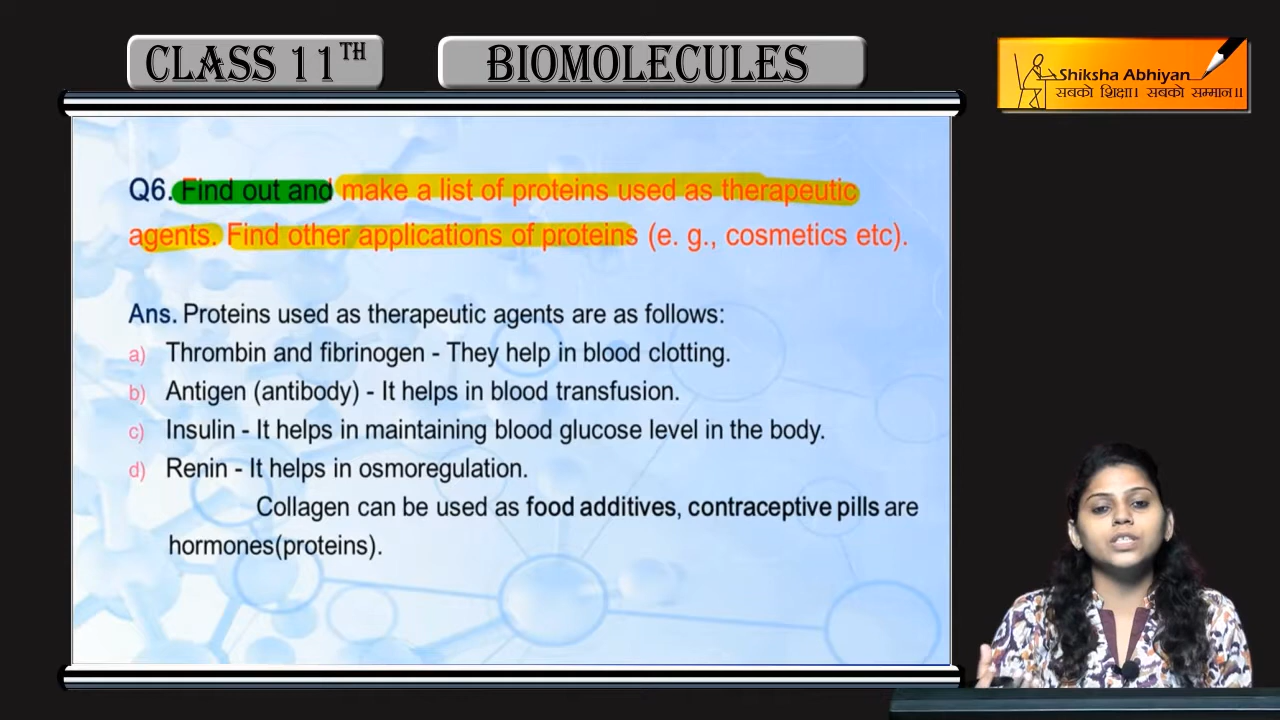 CLASS 11TH
BIOMOLECULES
Shiksha Abhiyan
सबको शिक्षा। सबको सम्मान॥
Q6. Find out and make a list of proteins used as therapeutic
agents. Find other applications of proteins (e. g., cosmetics etc).
Ans. Proteins used as therapeutic agents are as follows:
a) Thrombin and fibrinogen - They help in blood clotting.
b) Antigen (antibody) - It helps in blood transfusion.
c) Insulin - It helps in maintaining blood glucose level in the body.
d) Renin - It helps in osmoregulation.
Collagen can be used as food additives, contraceptive pills are
hormones(proteins).